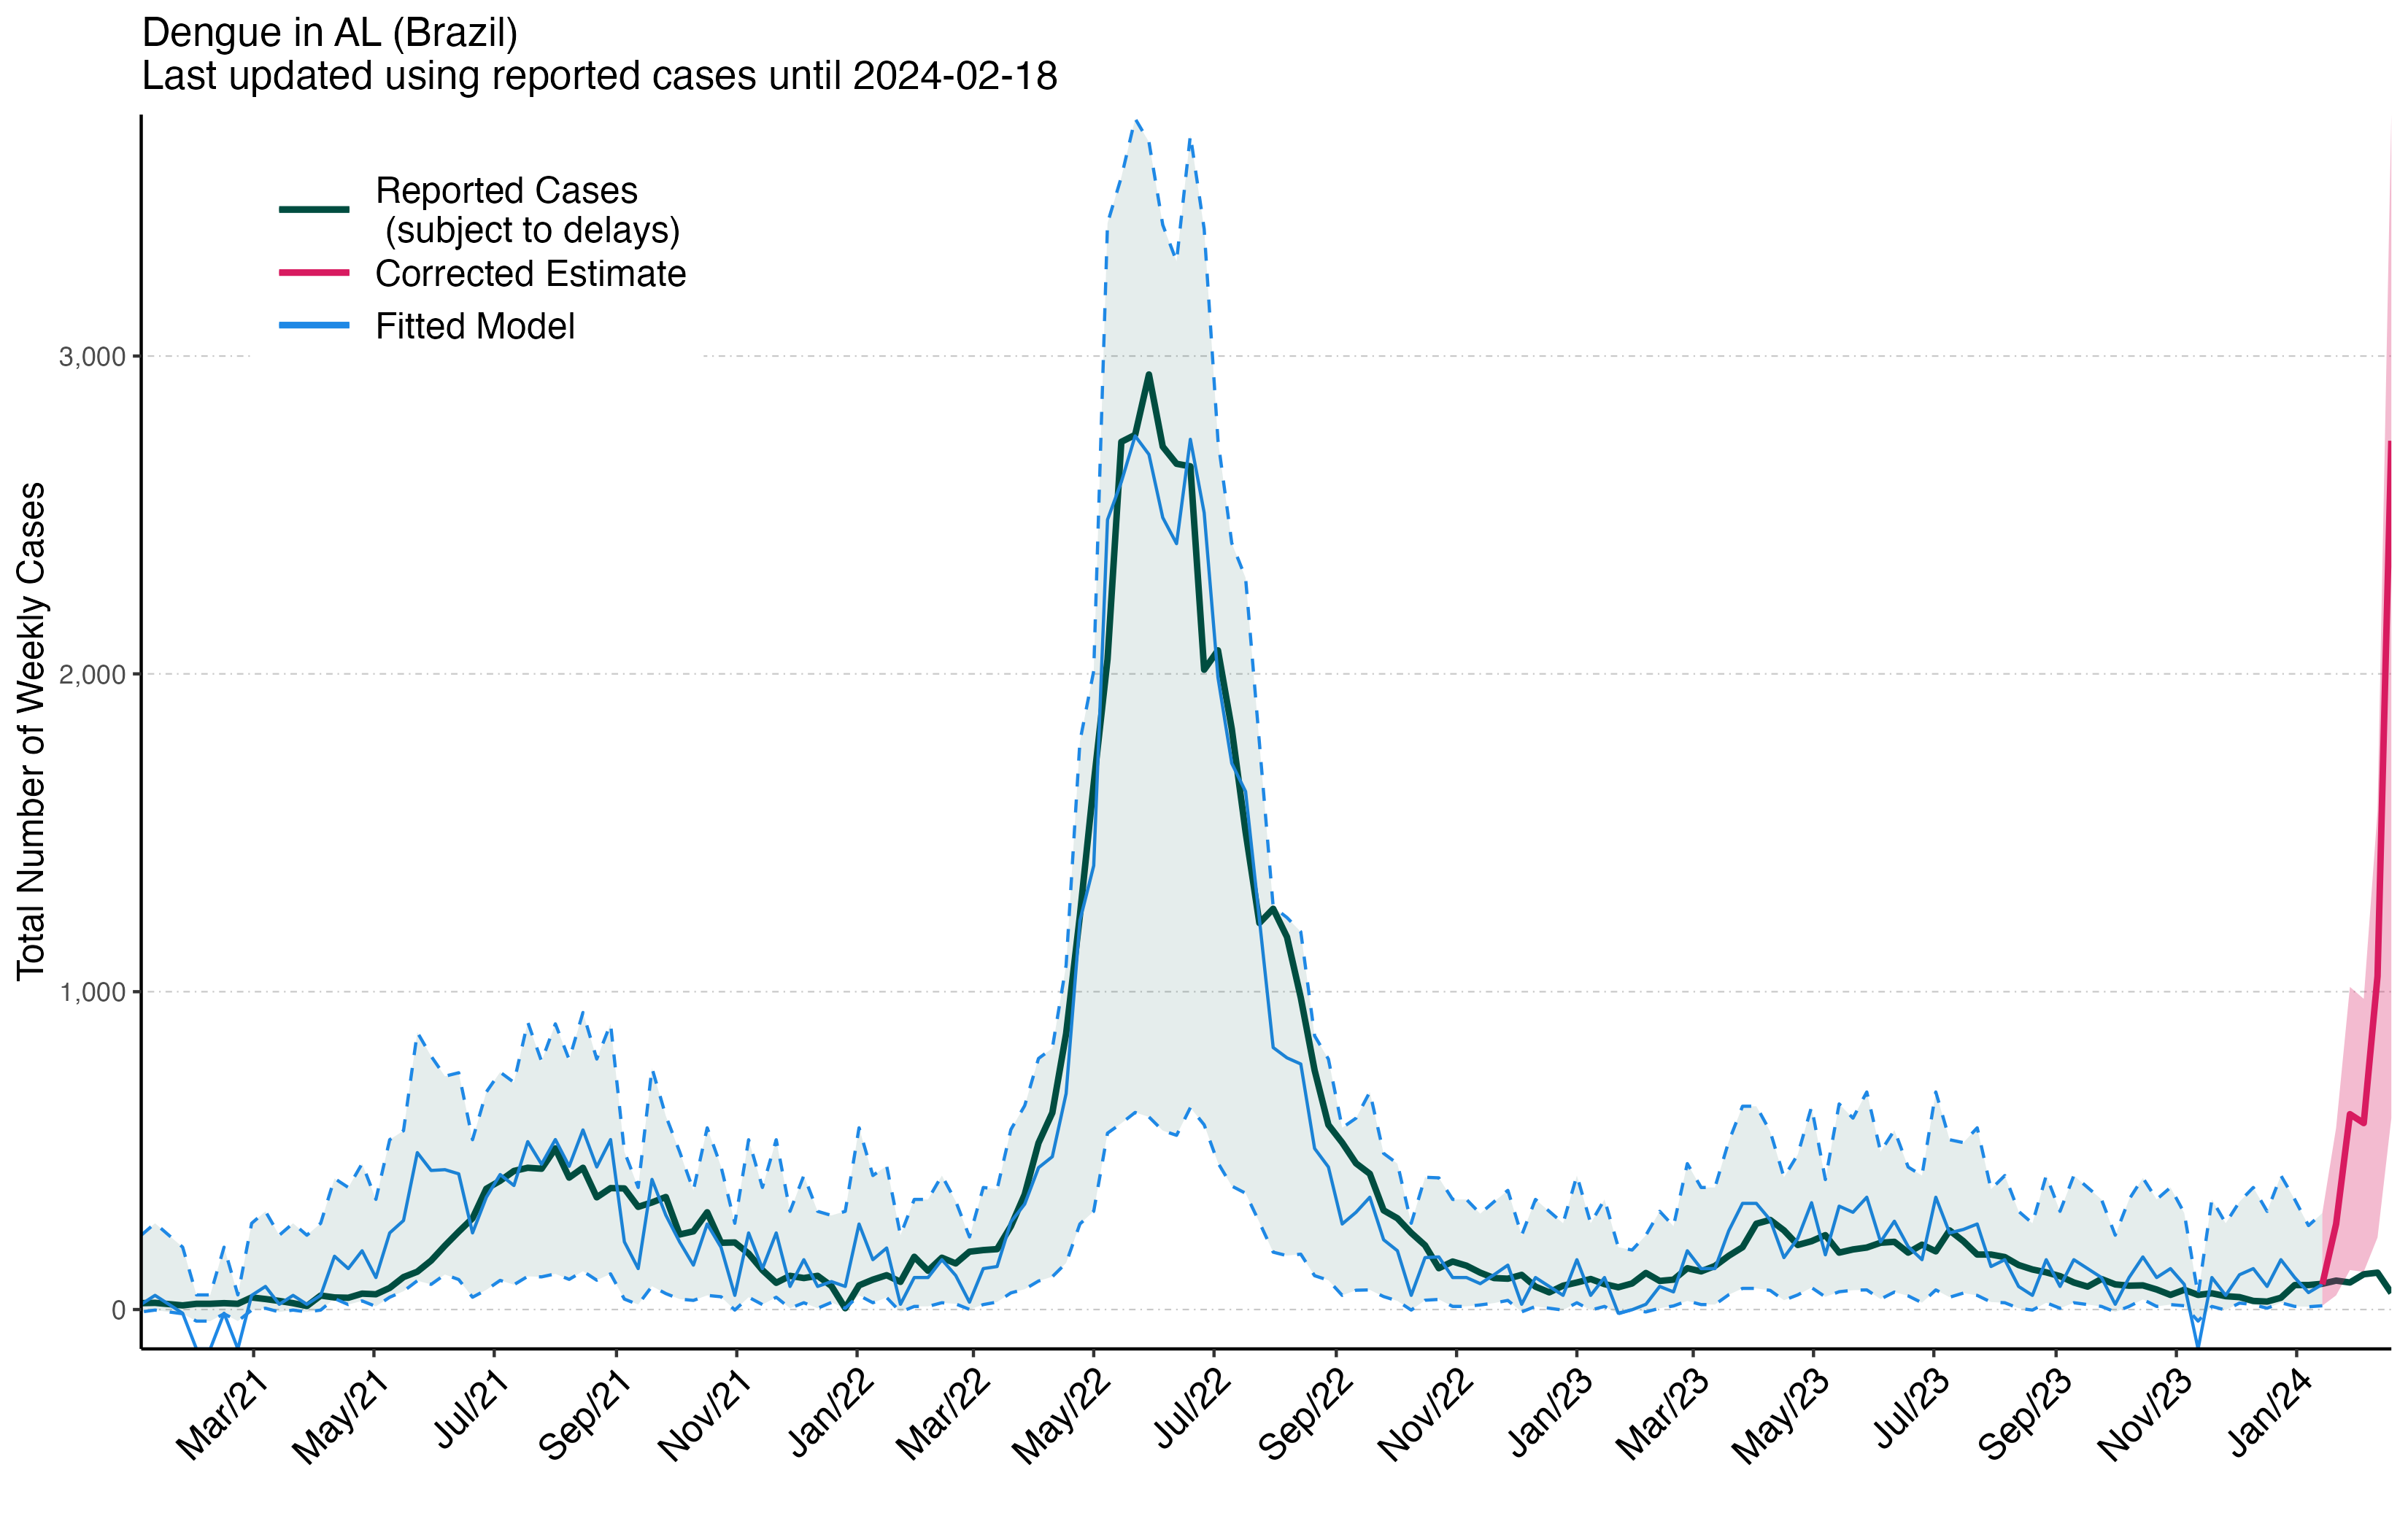 Dengue in AL (Brazil)
Last updated using reported cases until 2024-02-18
Reported Cases
(subject to delays)
Corrected Estimate
Fitted Model
Total Number of Weekly Cases
3,000
2,000
1,000
0
Mar/21
May/21
Jul/21
Sep/21
Nov/21
Jan/22
Mar/22
May/22
Jul/22
Sep/22
Nov/22
Jan/23
Mar/23
May/23
Jul/23
Sep/23
Nov/23
Jan/24